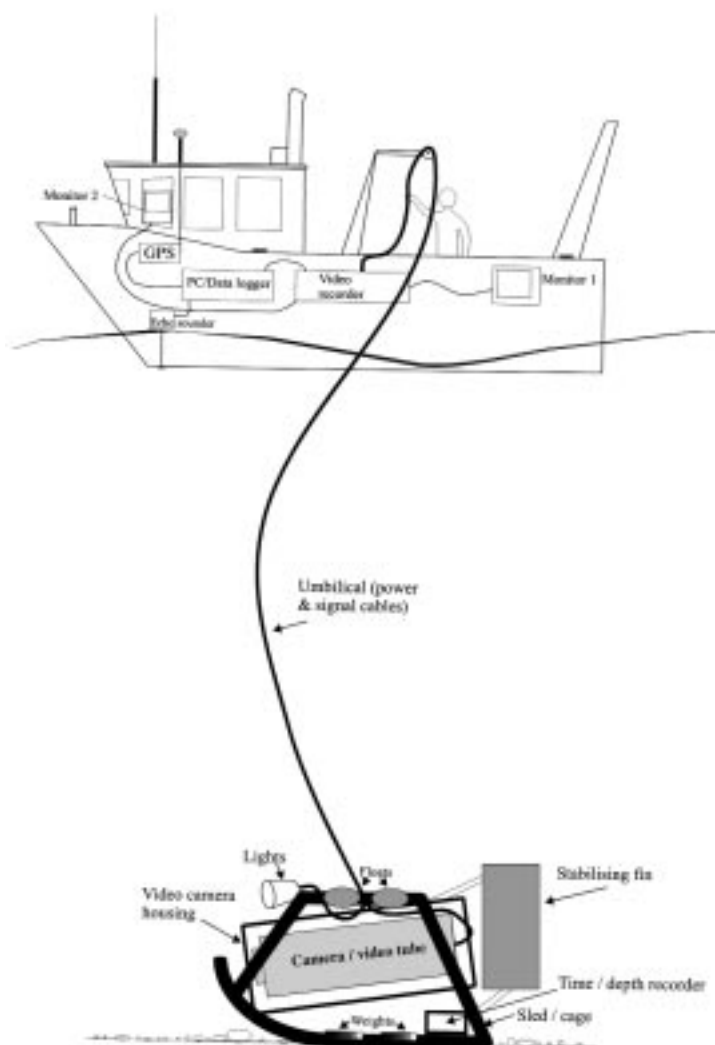 Monitor 2
GPS
PC/Data logger
Video
recorder
Monitor 1
Echo sounder
Umbilical (power
& signal cables)
Lights
Floats
Stabilising fin
Video camera
housing
Camera / video tube
Time / depth recorder
Weights
Sled / cage